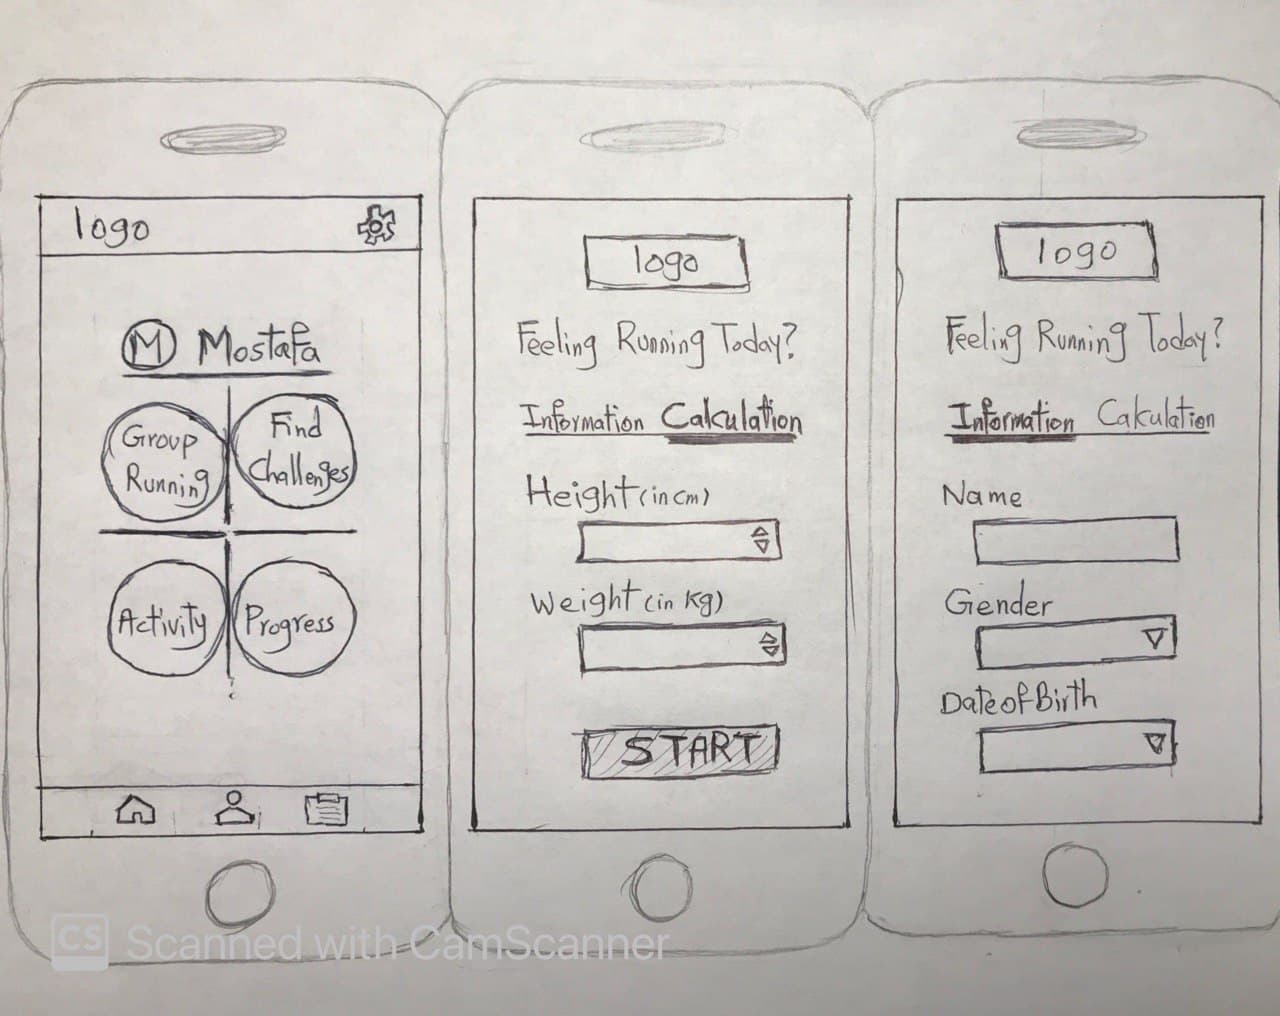 logo
M Mostafa
Group
Running
Find
Challenges
Activity
Progress
logo
Feeling Running Today?
Information Calculation
Height (in cm)
Weight (in Kg)
START
logo
Feeling Running Today?
Information Calculation
Name
Gender
Date of Birth
CS Scanned with CamScanner